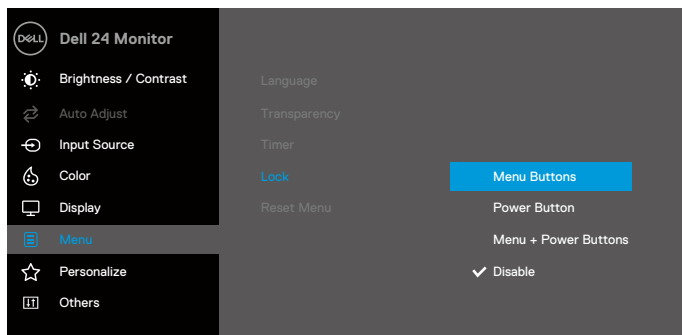 DELL Dell 24 Monitor
Brightness / Contrast
Auto Adjust
Input Source
Color
Display
Menu
Personalize
Others
Language
Transparency
Timer
Lock
Reset Menu
Menu Buttons
Power Button
Menu + Power Buttons
Disable